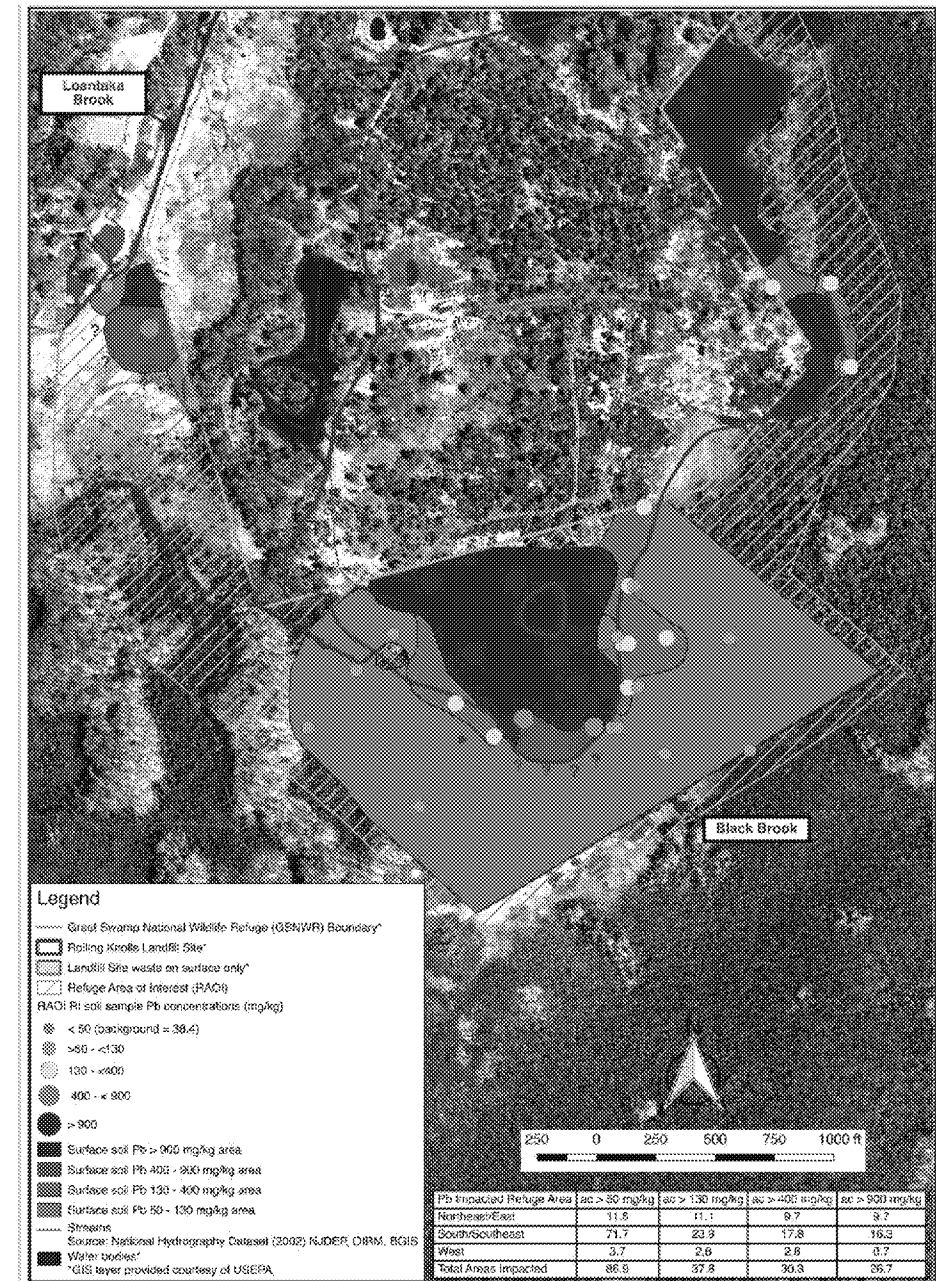 Loantaka
Brook
?
Black Brook
Legend
Great Swamp National Wildlife Refuge (GSNWR) Boundary*
Rolling Knolls Landfill Site*
Landfill Site waste on surface only*
Refuge Area of Interest (RAOI)
RAOI RI soil sample Pb concentrations (mg/kg)
< 50 (background = 38.4)
>50 - <130
130 - <400
400 - < 900
> 900
Surface soil Pb > 900 mg/kg area
Surface soil Pb 400 - 900 mg/kg area
Surface soil Pb 130 - 400 mg/kg area
Surface soil Pb 50 - 130 mg/kg area
Streams
Source: National Hydrography Dataset (2002) NJDEP, OIRM, BGIS
Water bodies*
*GIS layer provided courtesy of USEPA
250 0 250 500 750 1000 ft
Pb Impacted Refuge Area ac > 50 mg/kg ac > 130 mg/kg ac > 400 mg/kg ac > 900 mg/kg
Northeast/East 11.1 9.7 9.7
South/Southeast 71.7 23.9 17.8 16.3
West 3.7 2.8 2.8 0.7
Total Areas Impacted 86.9 37.8 30.3 26.7